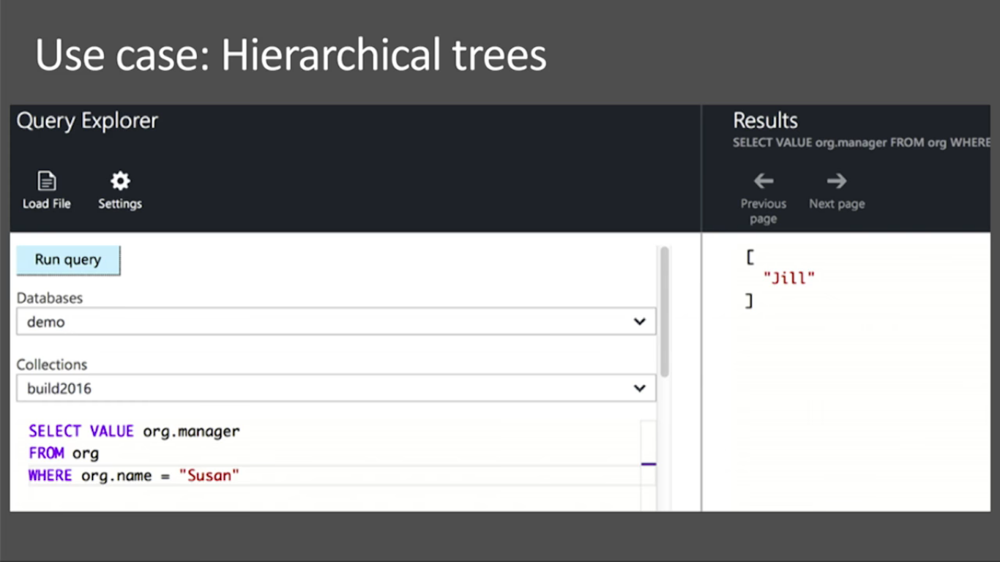 Use case: Hierarchical trees
Query Explorer
Load File
Settings
Run query
Databases
demo
Collections
build2016
SELECT VALUE org.manager
FROM org
WHERE org.name = "Susan"
Results
SELECT VALUE org.manager FROM org WHERE
Previous
page
Next page
[
"Jill"
]